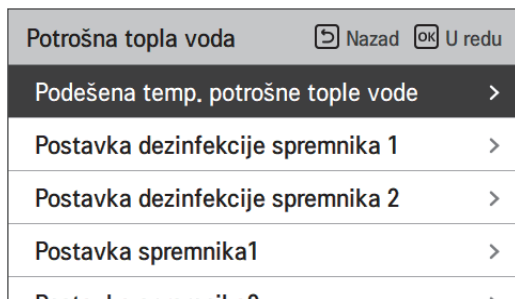 Potrošna topla voda Nazad OK U redu
Podešena temp. potrošne tople vode
Postavka dezinfekcije spremnika 1
Postavka dezinfekcije spremnika 2
Postavka spremnika1